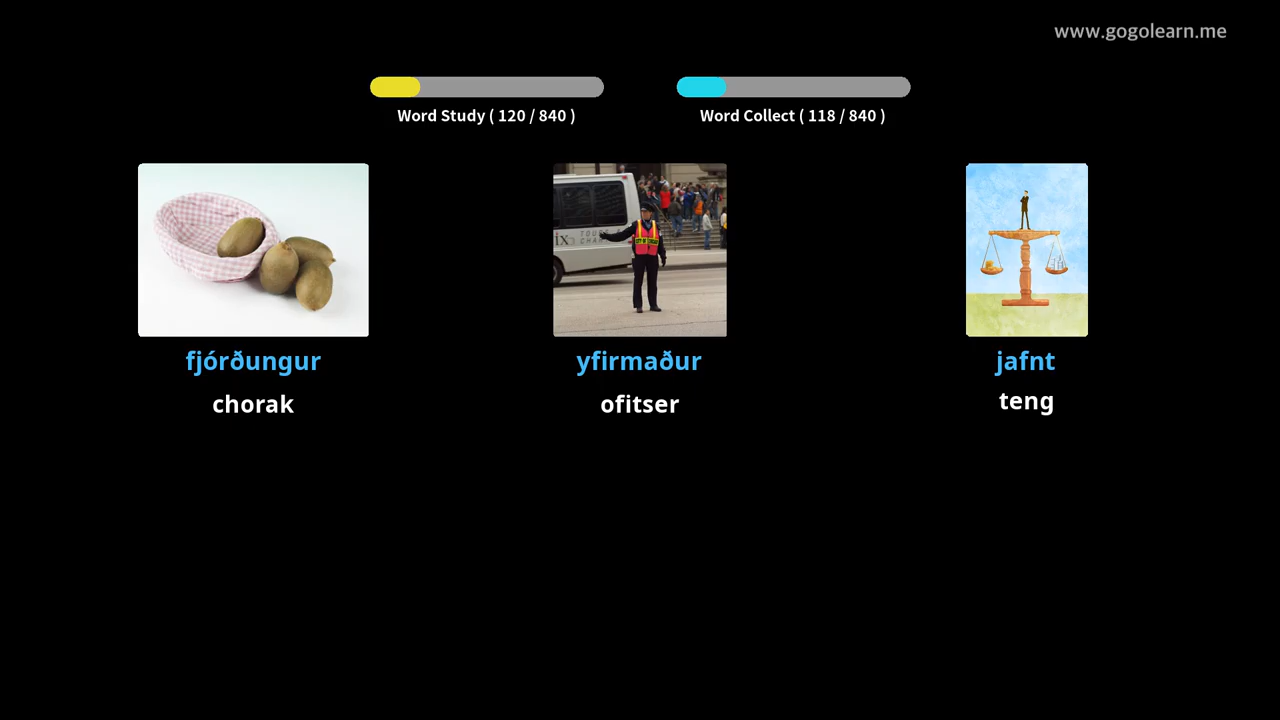 www.gogolearn.me
Word Study ( 120 / 840 )
Word Collect ( 118 / 840 )
fjórðungur
yfirmaður
jafnt
chorak
ofitser
teng